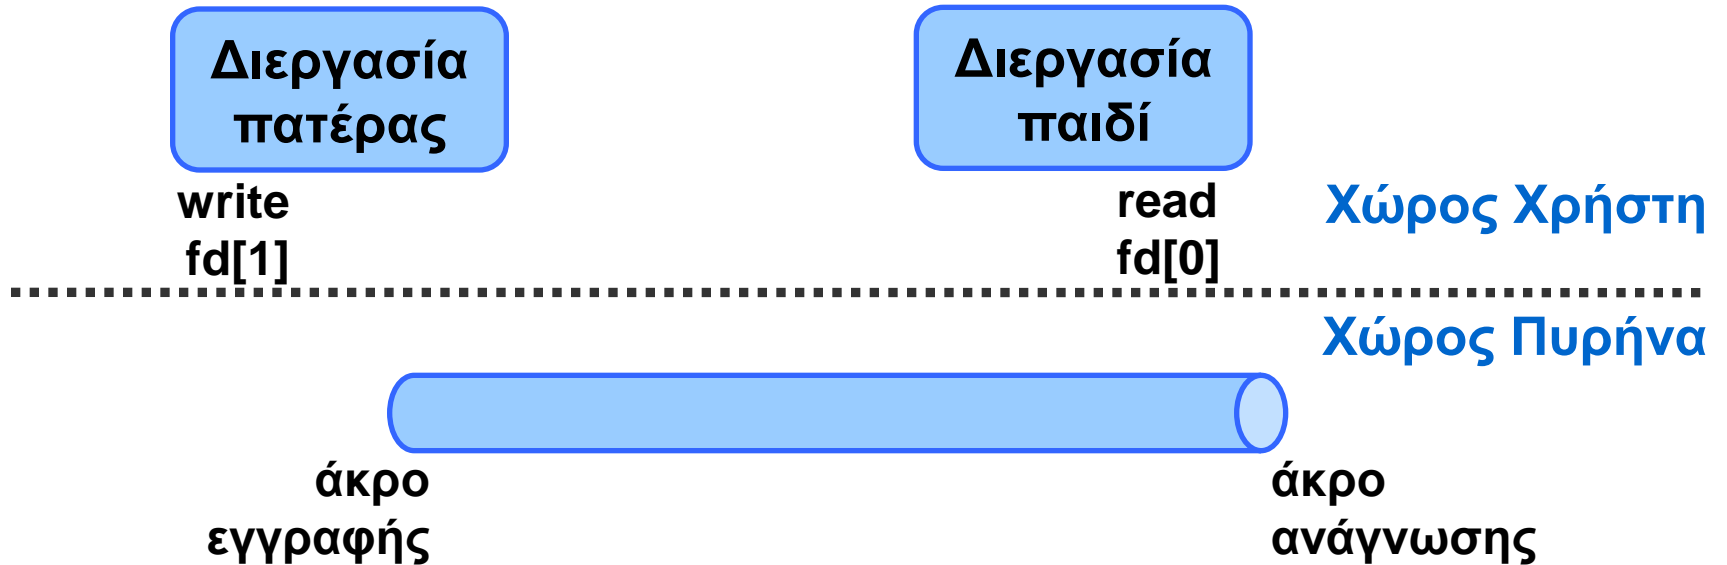 Διεργασία
πατέρας
Διεργασία
παιδί
write
fd[1]
read
fd[0]
Χώρος Χρήστη
Χώρος Πυρήνα
άκρο
εγγραφής
άκρο
ανάγνωσης